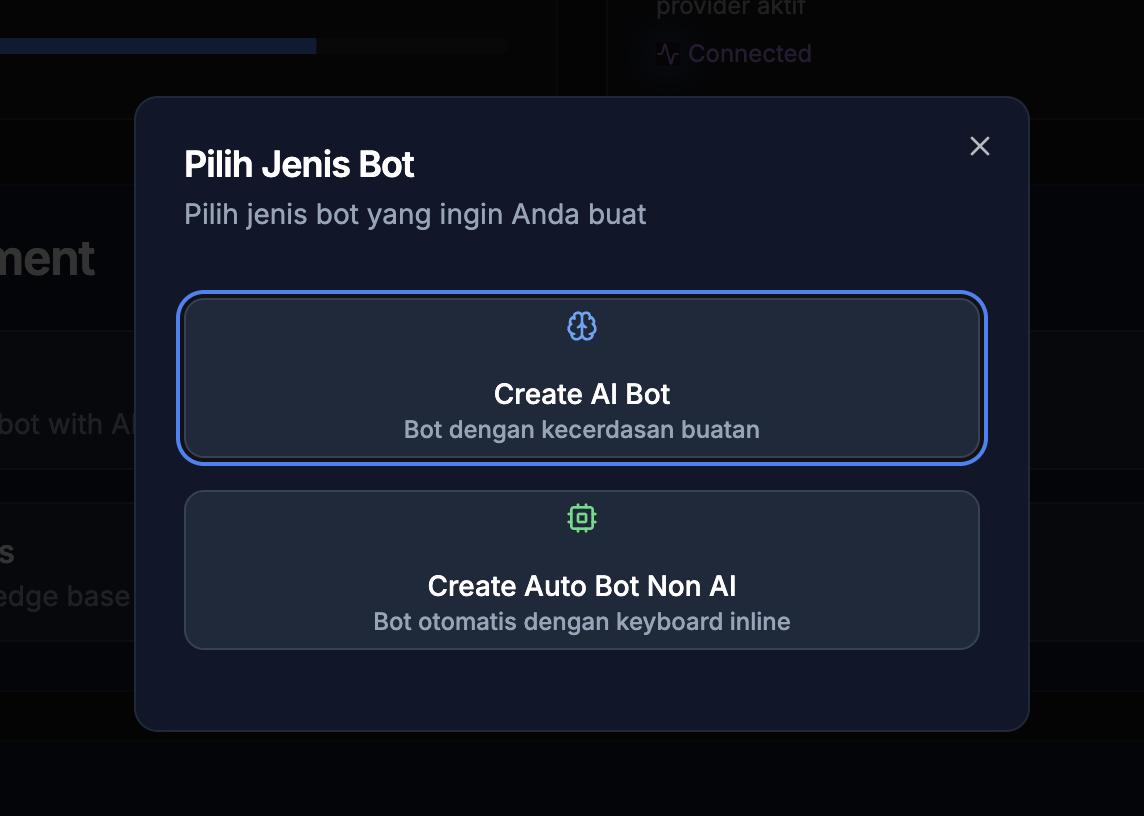 provider aktif
Connected
Pilih Jenis Bot
Pilih jenis bot yang ingin Anda buat
ment
Create AI Bot
Bot dengan kecerdasan buatan
bot with AI
Create Auto Bot Non AI
s
edge base
Bot otomatis dengan keyboard inline